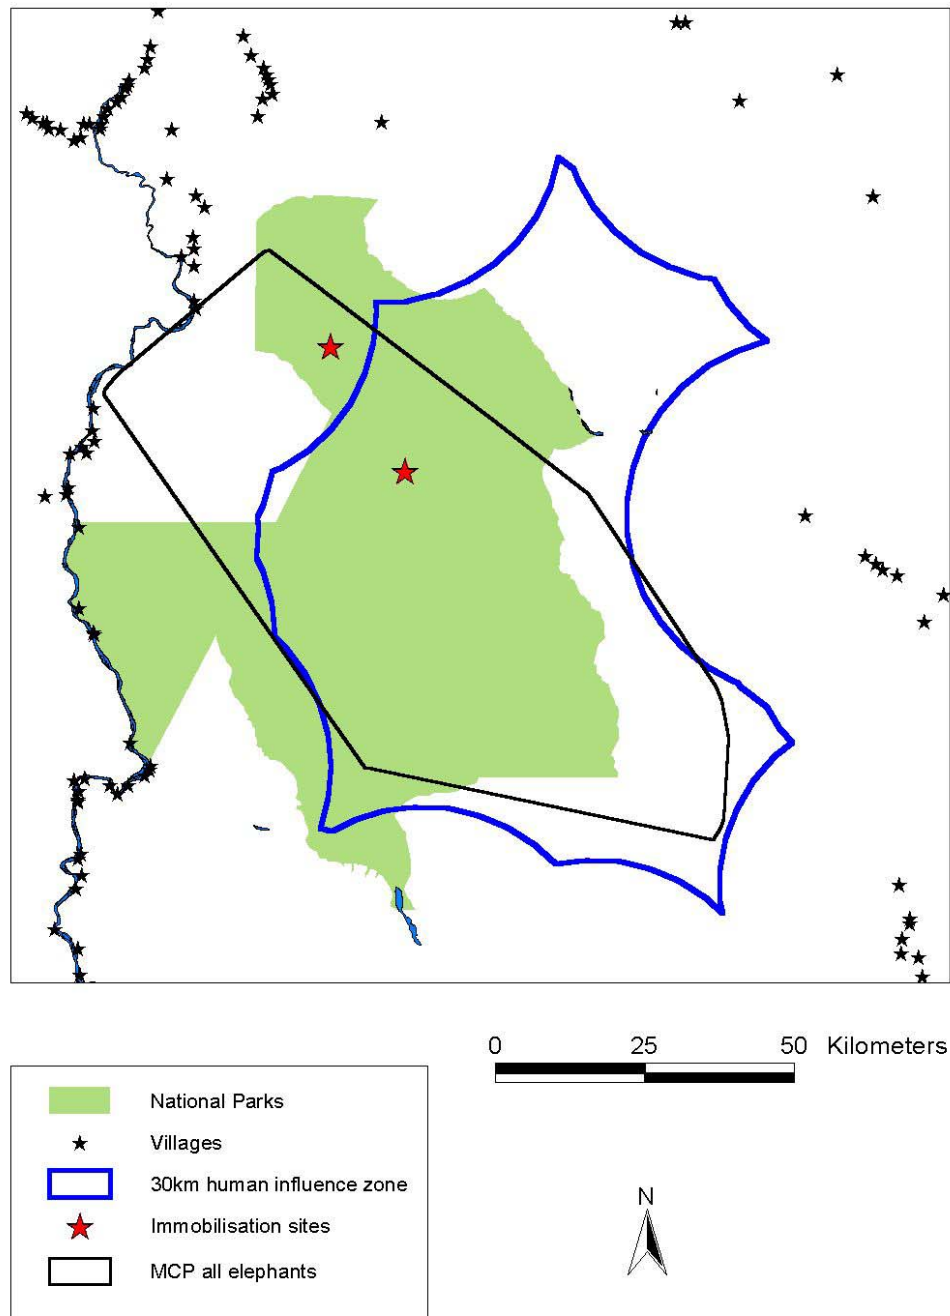 0 25 50 Kilometers
National Parks
Villages
30km human influence zone
Immobilisation sites
MCP all elephants
N